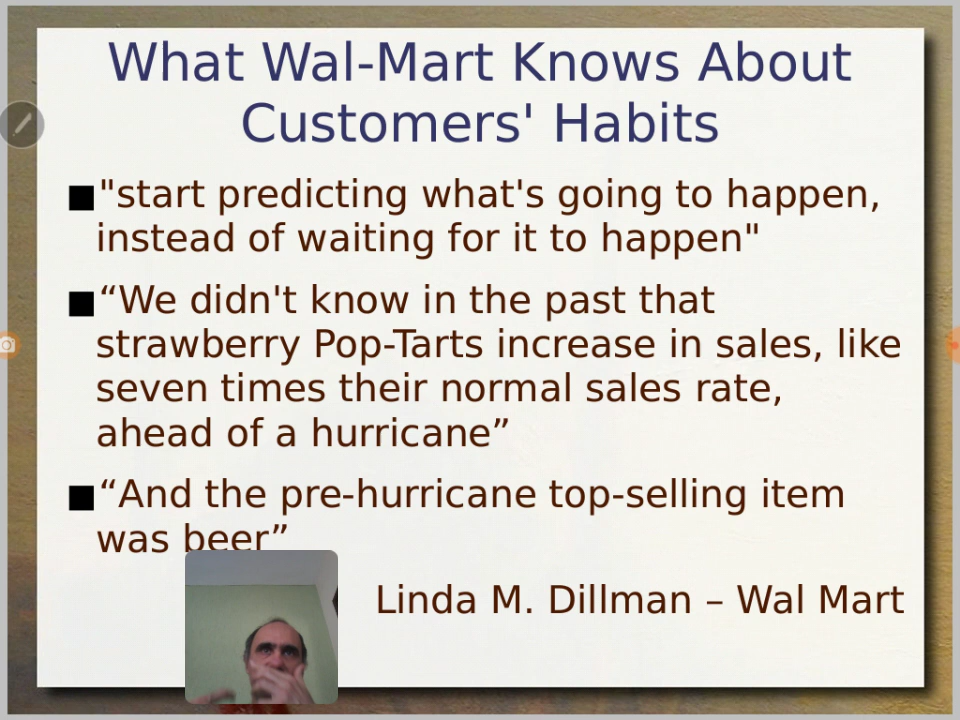 What Wal-Mart Knows About
Customers' Habits
"start predicting what's going to happen,
instead of waiting for it to happen"
“We didn't know in the past that
strawberry Pop-Tarts increase in sales, like
seven times their normal sales rate,
ahead of a hurricane”
“And the pre-hurricane top-selling item
was beer”
Linda M. Dillman – Wal Mart